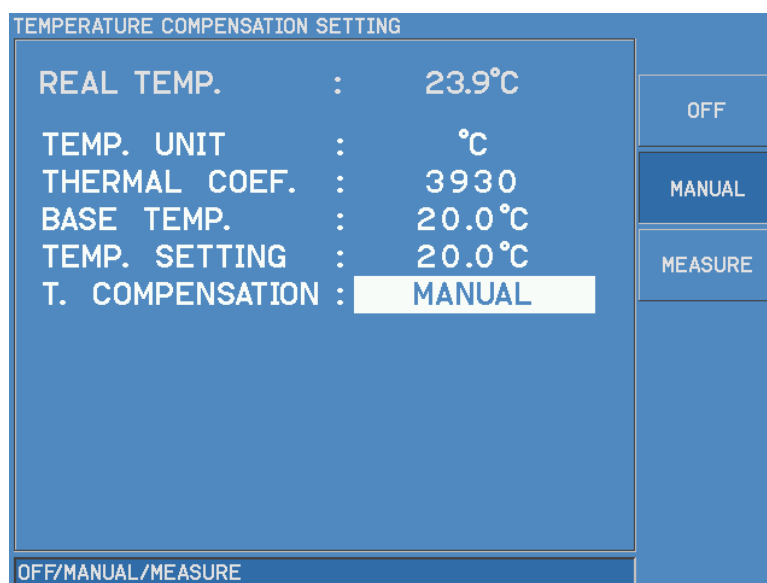 TEMPERATURE COMPENSATION SETTING
REAL TEMP. : 23.9°C
TEMP. UNIT : °C
THERMAL COEF. : 3930
BASE TEMP. : 20.0°C
TEMP. SETTING : 20.0°C
T. COMPENSATION : MANUAL
OFF
MANUAL
MEASURE
OFF/MANUAL/MEASURE